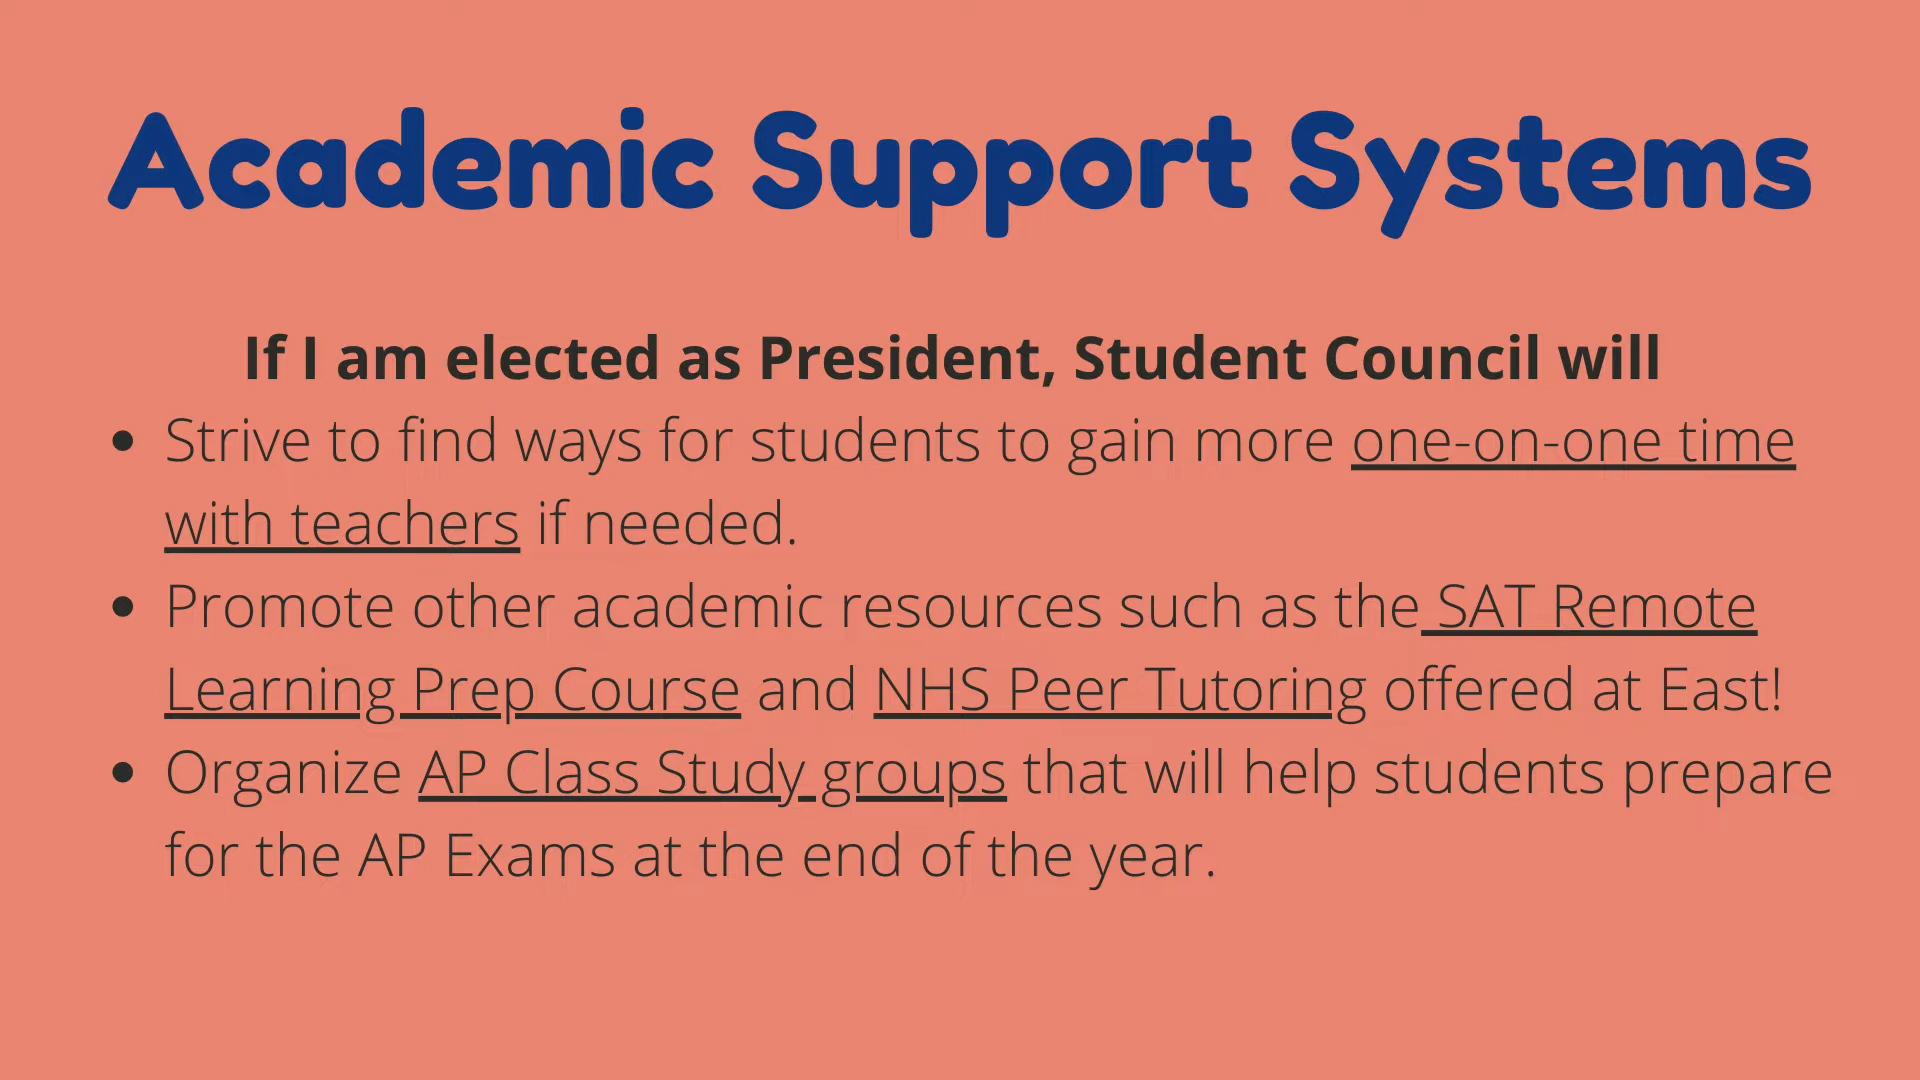 Academic Support Systems
If I am elected as President, Student Council will
• Strive to find ways for students to gain more one-on-one time
with teachers if needed.
• Promote other academic resources such as the SAT Remote
Learning Prep Course and NHS Peer Tutoring offered at East!
• Organize AP Class Study groups that will help students prepare
for the AP Exams at the end of the year.